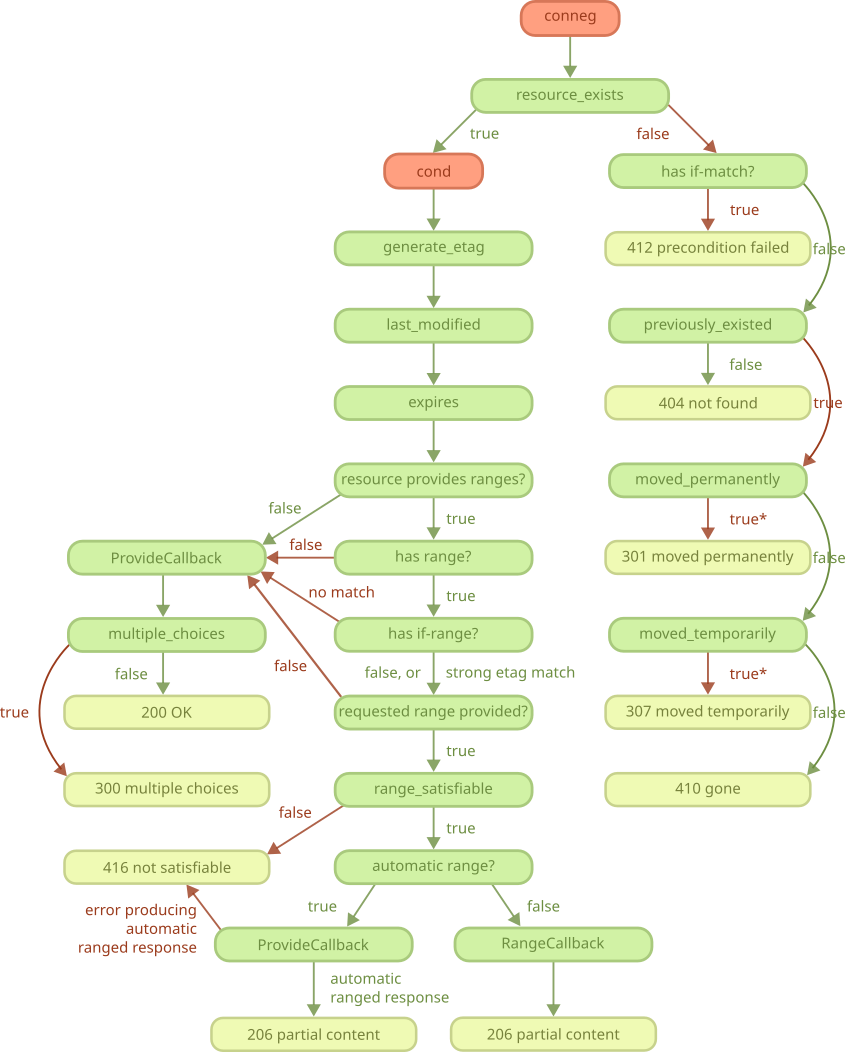 conneg
resource_exists
true
false
cond
has if-match?
true
generate_etag
412 precondition failed
false
last_modified
previously_existed
false
expires
404 not found
true
resource provides ranges?
moved_permanently
false
true
true*
false
ProvideCallback
has range?
301 moved permanently
false
no match
true
multiple_choices
has if-range?
moved_temporarily
false
false
false, or
strong etag match
true*
true
200 OK
requested range provided?
307 moved temporarily
false
true
300 multiple choices
range_satisfiable
410 gone
false
true
416 not satisfiable
automatic range?
error producing
automatic
ranged response
true
false
ProvideCallback
RangeCallback
automatic
ranged response
206 partial content
206 partial content